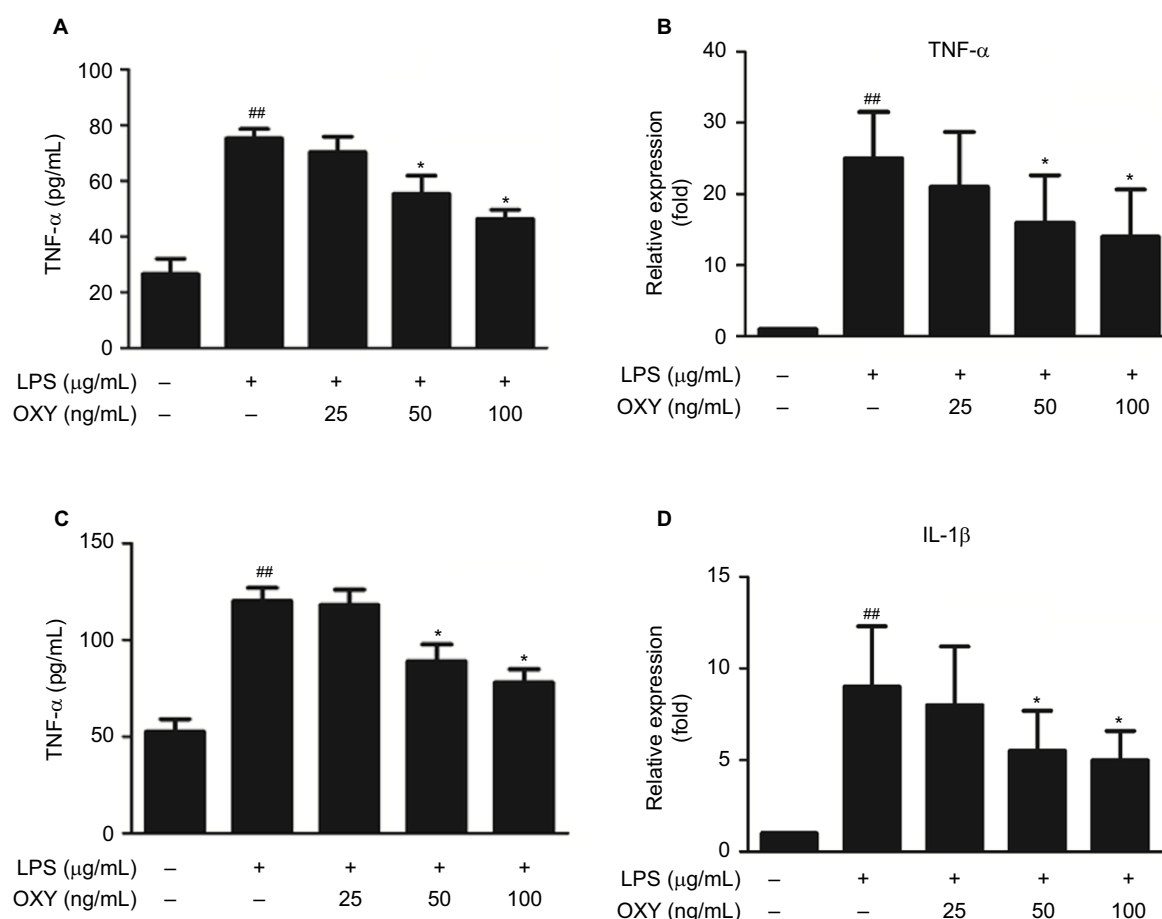 A
TNF-α (pg/mL)
100
80
60
40
20
0
##
*
*
LPS (μg/mL) – + + + +
OXY (ng/mL) – – 25 50 100
B
TNF-α
Relative expression
(fold)
40
30
20
10
0
##
*
*
LPS (μg/mL) – + + + +
OXY (ng/mL) – – 25 50 100
C
TNF-α (pg/mL)
150
100
50
0
##
*
*
LPS (μg/mL) – + + + +
OXY (ng/mL) – – 25 50 100
D
IL-1β
Relative expression
(fold)
15
10
5
0
##
*
*
LPS (μg/mL) – + + + +
OXY (ng/mL) – – 25 50 100